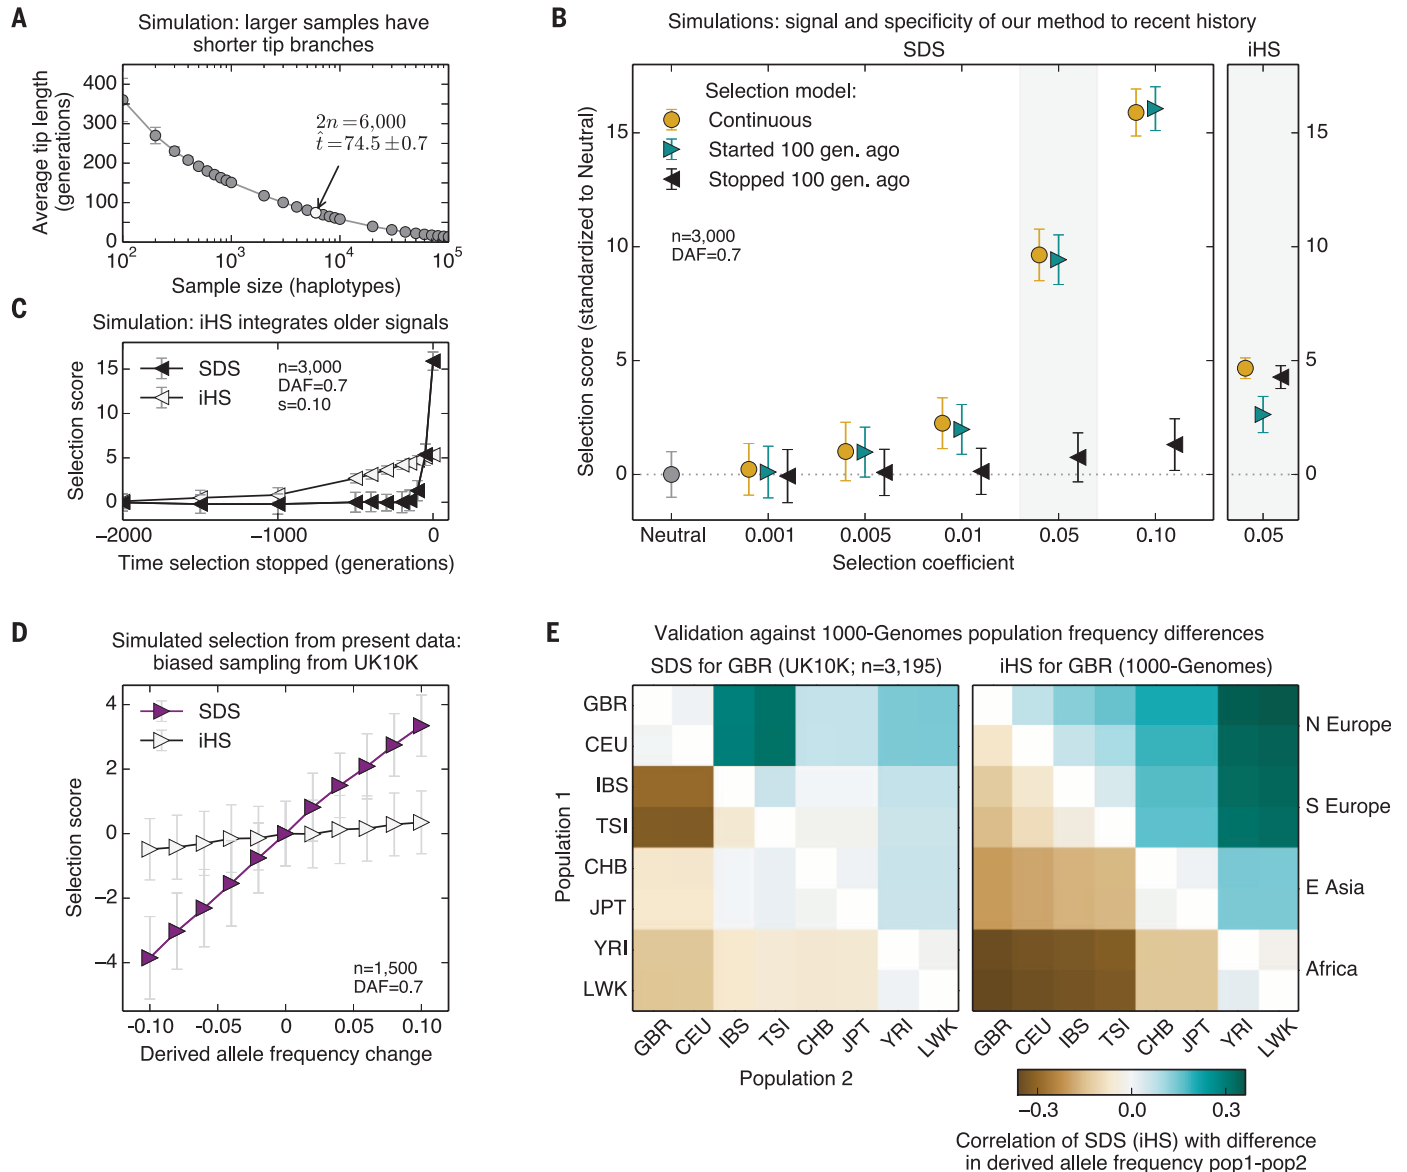 A
Simulation: larger samples have
shorter tip branches
Average tip length
(generations)
400
300
200
100
0
2n=6,000
t̂=74.5±0.7
10²
10³
10⁴
10⁵
Sample size (haplotypes)
B
Simulations: signal and specificity of our method to recent history
SDS
iHS
Selection score (standardized to Neutral)
15
10
5
0
Selection model:
Continuous
Started 100 gen. ago
Stopped 100 gen. ago
n=3,000
DAF=0.7
15
10
5
0
Neutral
0.001
0.005
0.01
0.05
0.10
0.05
Selection coefficient
C
Simulation: iHS integrates older signals
Selection score
15
10
5
0
SDS
iHS
n=3,000
DAF=0.7
s=0.10
−2000
−1000
0
Time selection stopped (generations)
D
Simulated selection from present data:
biased sampling from UK10K
Selection score
4
2
0
−2
−4
SDS
iHS
n=1,500
DAF=0.7
-0.10
-0.05
0
0.05
0.10
Derived allele frequency change
E
Validation against 1000-Genomes population frequency differences
SDS for GBR (UK10K; n=3,195)
iHS for GBR (1000-Genomes)
Population 1
GBR
CEU
IBS
TSI
CHB
JPT
YRI
LWK
N Europe
S Europe
E Asia
Africa
GBR
CEU
IBS
TSI
CHB
JPT
YRI
LWK
GBR
CEU
IBS
TSI
CHB
JPT
YRI
LWK
Population 2
−0.3
0.0
0.3
Correlation of SDS (iHS) with difference
in derived allele frequency pop1-pop2